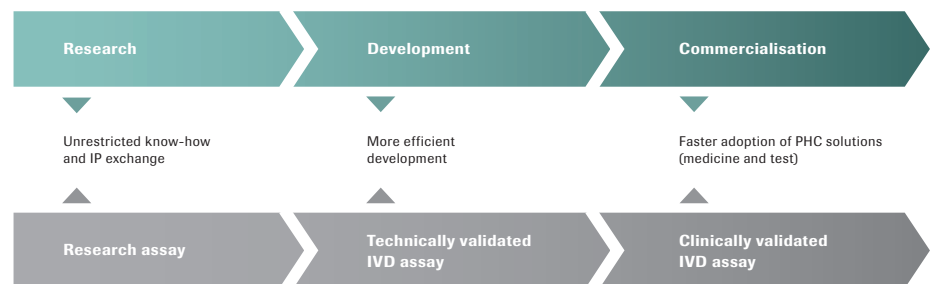 Research
Development
Commercialisation
Unrestricted know-how
and IP exchange
More efficient
development
Faster adoption of PHC solutions
(medicine and test)
Research assay
Technically validated
IVD assay
Clinically validated
IVD assay